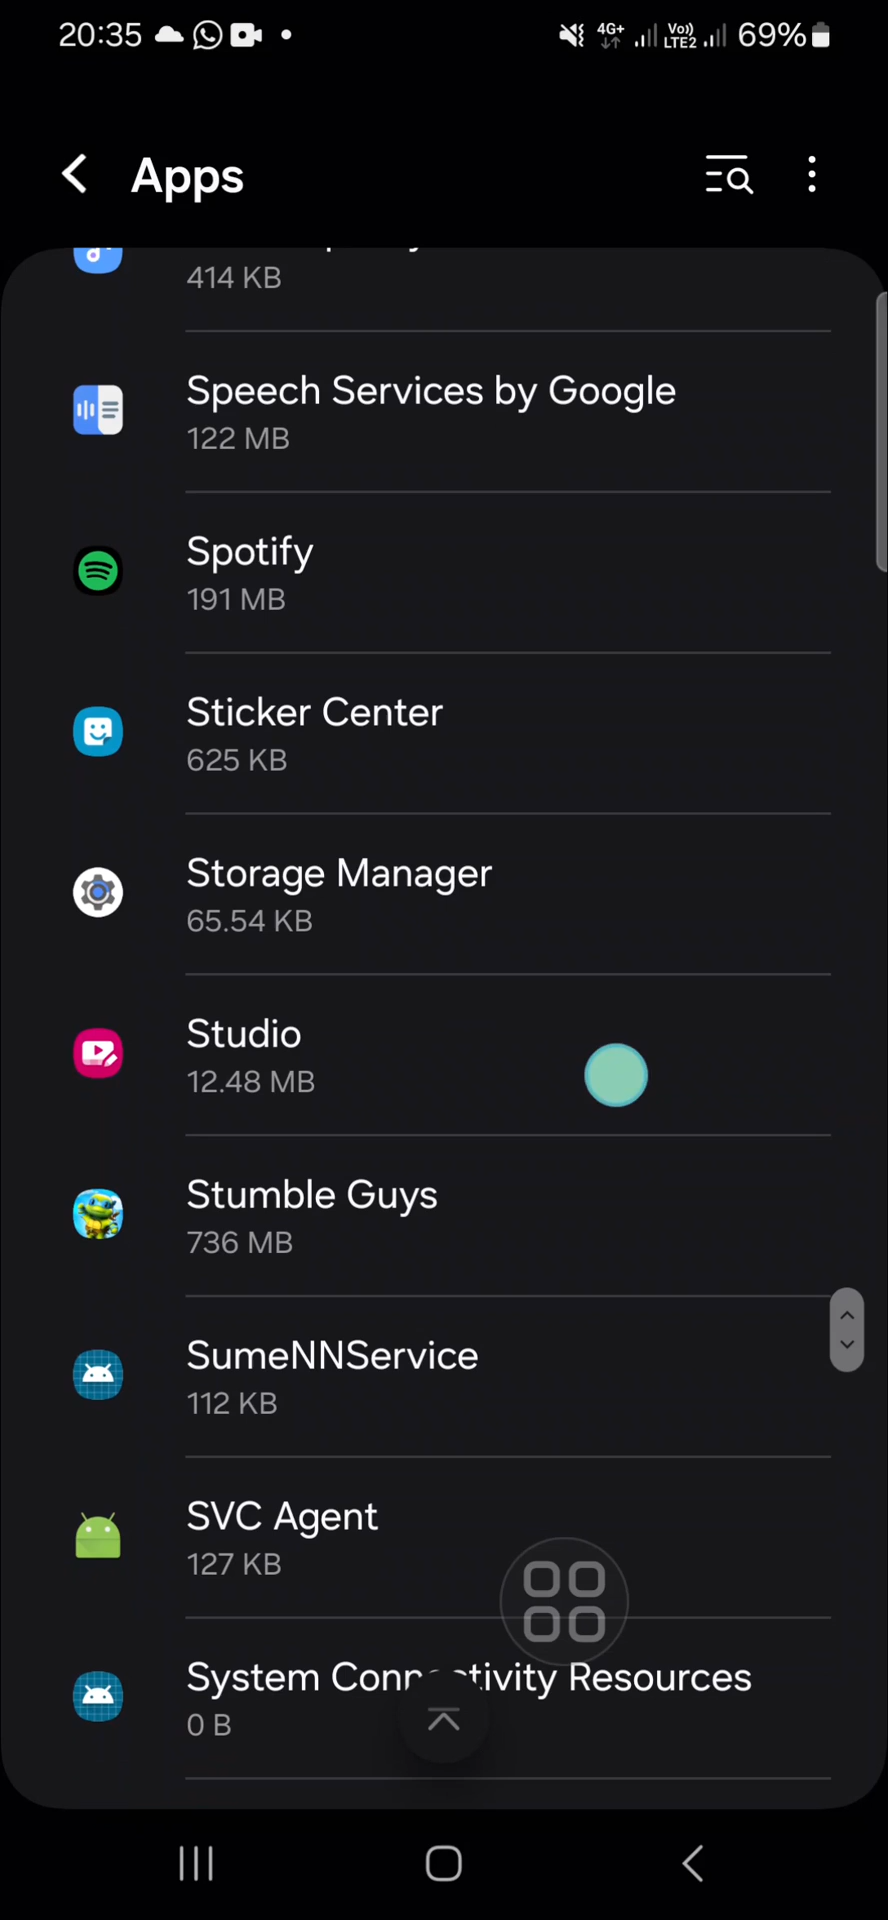 20:35
4G+ Vo)) LTE2 69%
Apps
414 KB
Speech Services by Google
122 MB
Spotify
191 MB
Sticker Center
625 KB
Storage Manager
65.54 KB
Studio
12.48 MB
Stumble Guys
736 MB
SumeNNService
112 KB
SVC Agent
127 KB
System Connectivity Resources
0 B